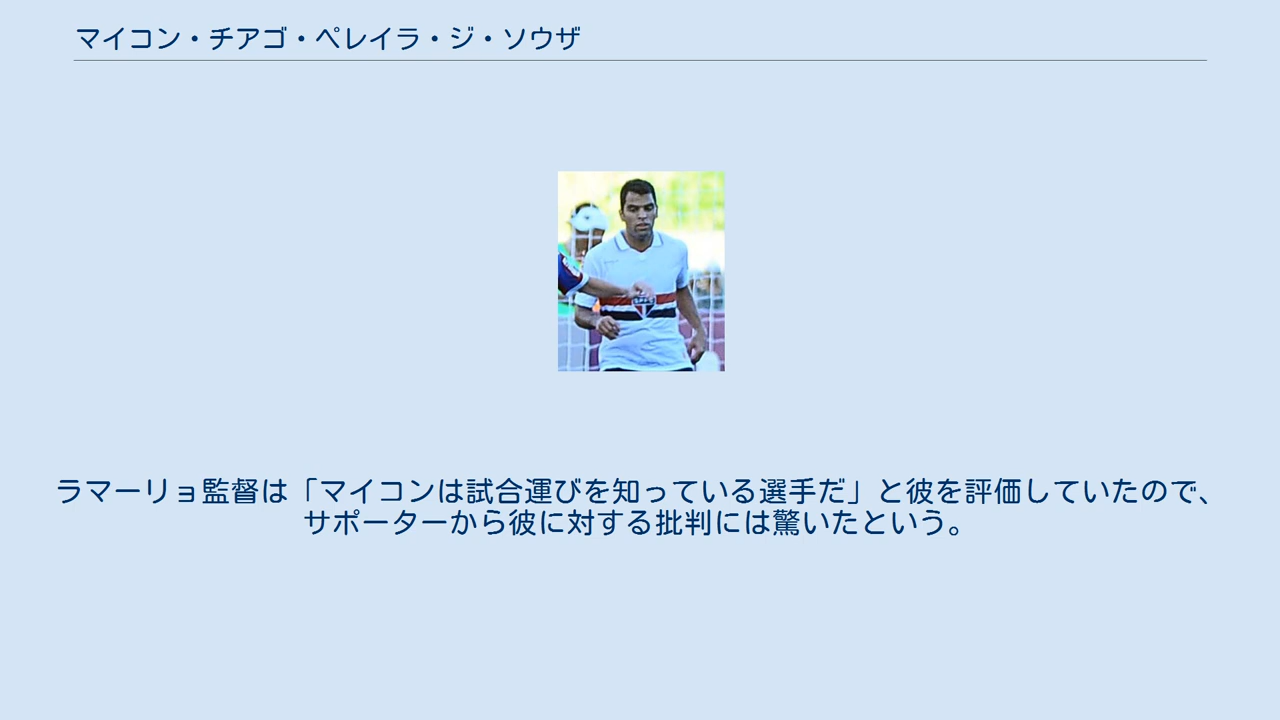 マイコン・チアゴ・ペレイラ・ジ・ソウザ
ラマーリョ監督は「マイコンは試合運びを知っている選手だ」と彼を評価していたので、
サポーターから彼に対する批判には驚いたという。